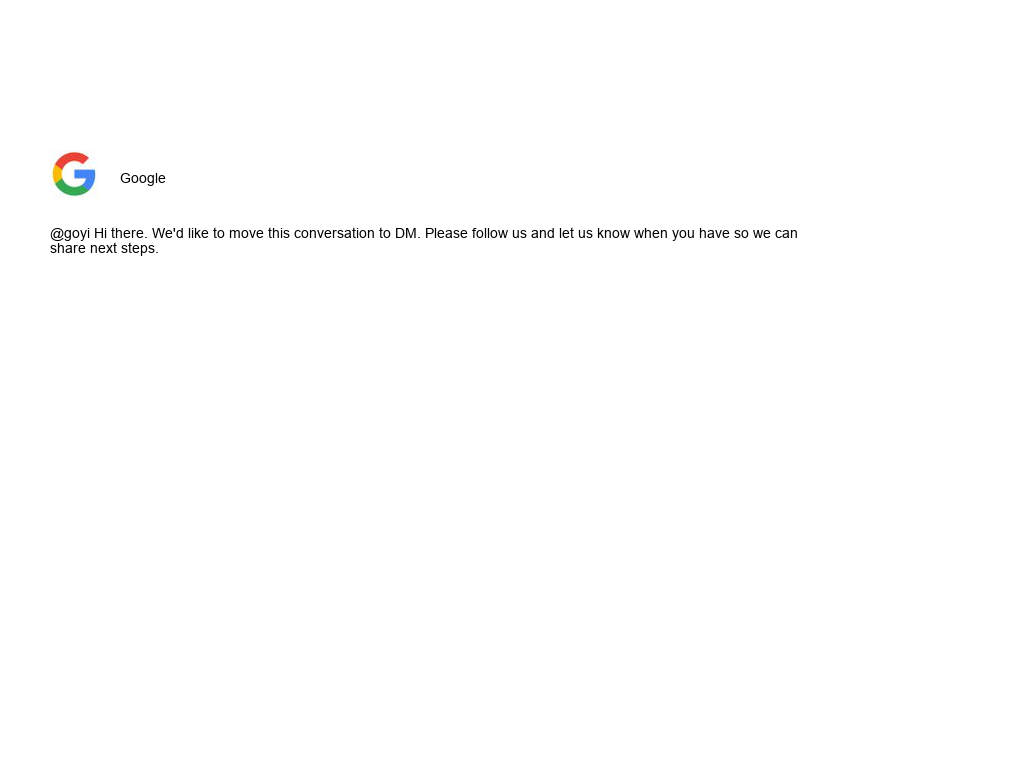 Google
@goyi Hi there. We'd like to move this conversation to DM. Please follow us and let us know when you have so we can
share next steps.